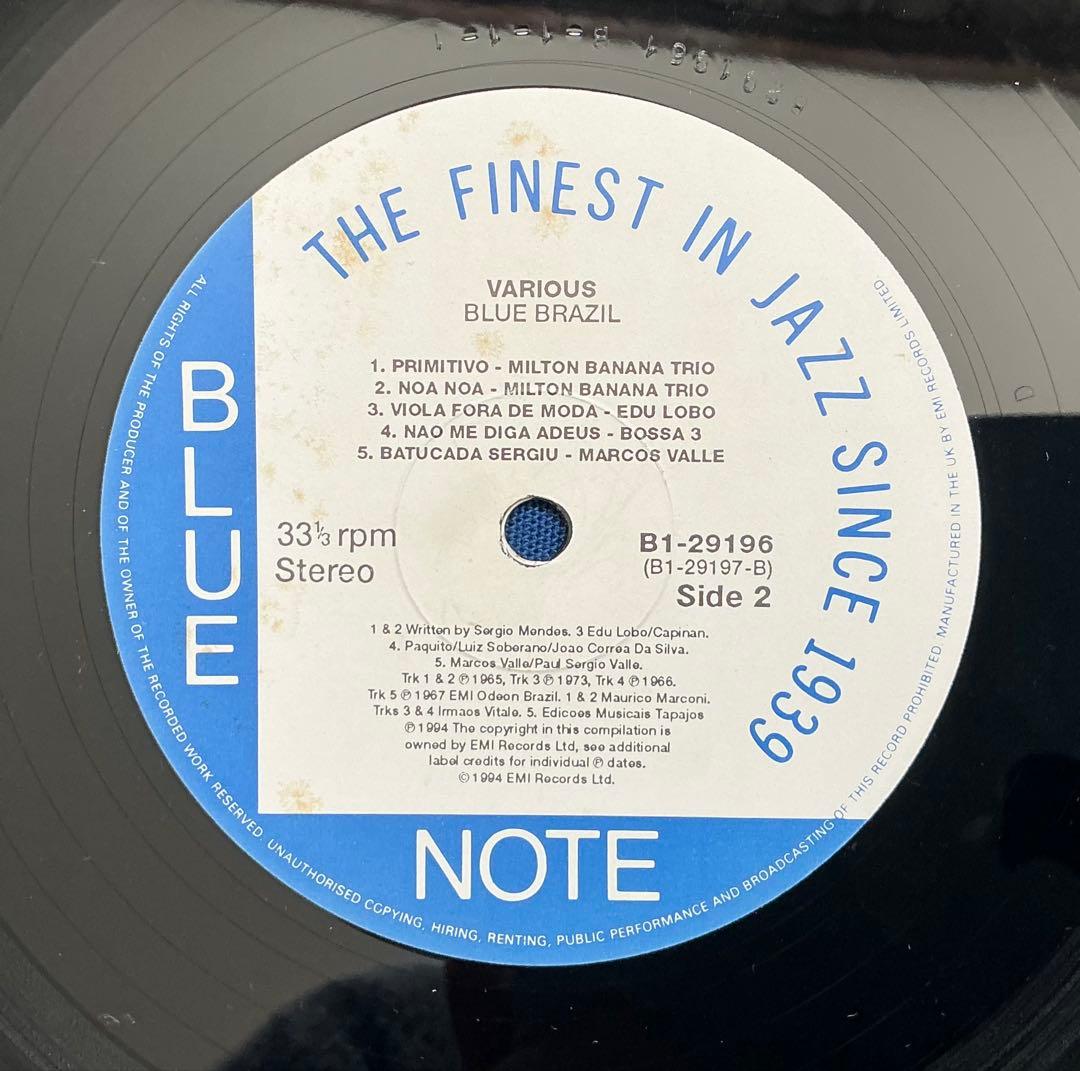 THE FINEST IN JAZZ SINCE 1939
VARIOUS
BLUE BRAZIL
1. PRIMITIVO - MILTON BANANA TRIO
2. NOA NOA - MILTON BANANA TRIO
3. VIOLA FORA DE MODA - EDU LOBO
4. NAO ME DIGA ADEUS - BOSSA 3
5. BATUCADA SERGIU - MARCOS VALLE
33⅓ rpm
Stereo
B1-29196
(B1-29197-B)
Side 2
1 & 2 Written by Sergio Mendes. 3 Edu Lobo/Capinan.
4. Paquito/Luiz Soberano/Joao Correa Da Silva.
5. Marcos Valle/Paul Sergio Valle.
Trk 1 & 2 ℗ 1965, Trk 3 ℗ 1973, Trk 4 ℗ 1966.
Trk 5 ℗ 1967 EMI Odeon Brazil. 1 & 2 Maurico Marconi.
Trks 3 & 4 Irmaos Vitale. 5. Edicoes Musicais Tapajos
℗ 1994 The copyright in this compilation is
owned by EMI Records Ltd, see additional
label credits for individual ℗ dates.
© 1994 EMI Records Ltd.
BLUE
NOTE
ALL RIGHTS OF THE PRODUCER AND OF THE OWNER OF THE RECORDED WORK RESERVED. UNAUTHORISED COPYING, HIRING, RENTING, PUBLIC PERFORMANCE AND BROADCASTING OF THIS RECORD PROHIBITED. MANUFACTURED IN THE UK BY EMI RECORDS LIMITED.